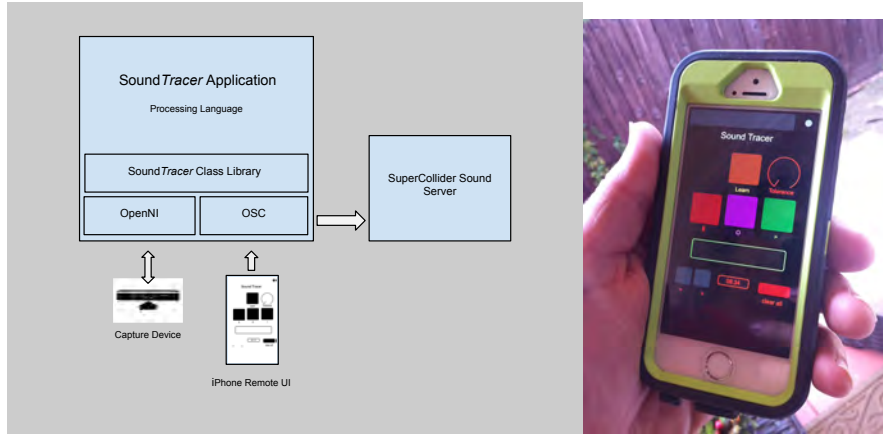 SoundTracer Application
Processing Language
SoundTracer Class Library
OpenNI
OSC
SuperCollider Sound
Server
Capture Device
iPhone Remote UI
Sound Tracer
Sound Tracer
Learn
Tolerance
clear all